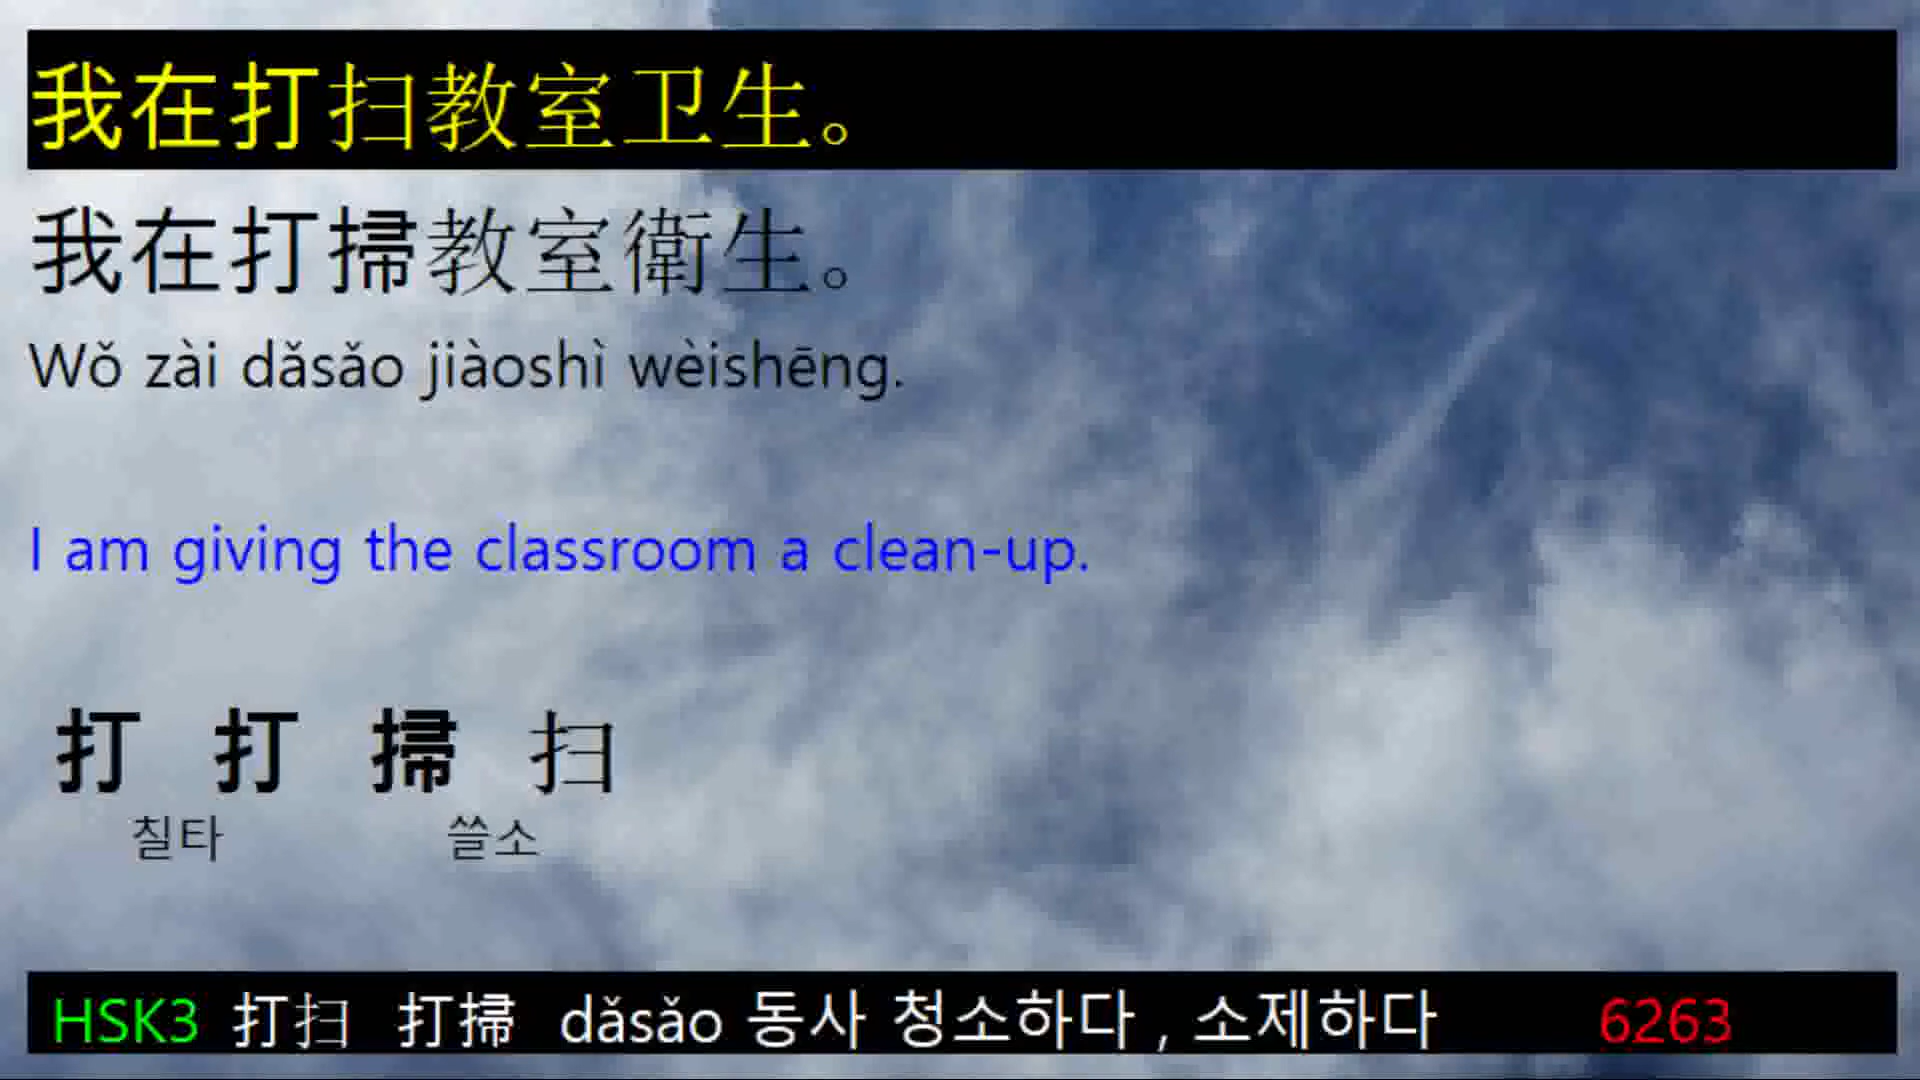 我在打扫教室卫生。
我在打掃教室衛生。
Wǒ zài dǎsǎo jiàoshì wèishēng.
I am giving the classroom a clean-up.
打 打 掃 扫
칠타 쓸소
HSK3 打扫 打掃 dǎsǎo 동사 청소하다 , 소제하다 6263